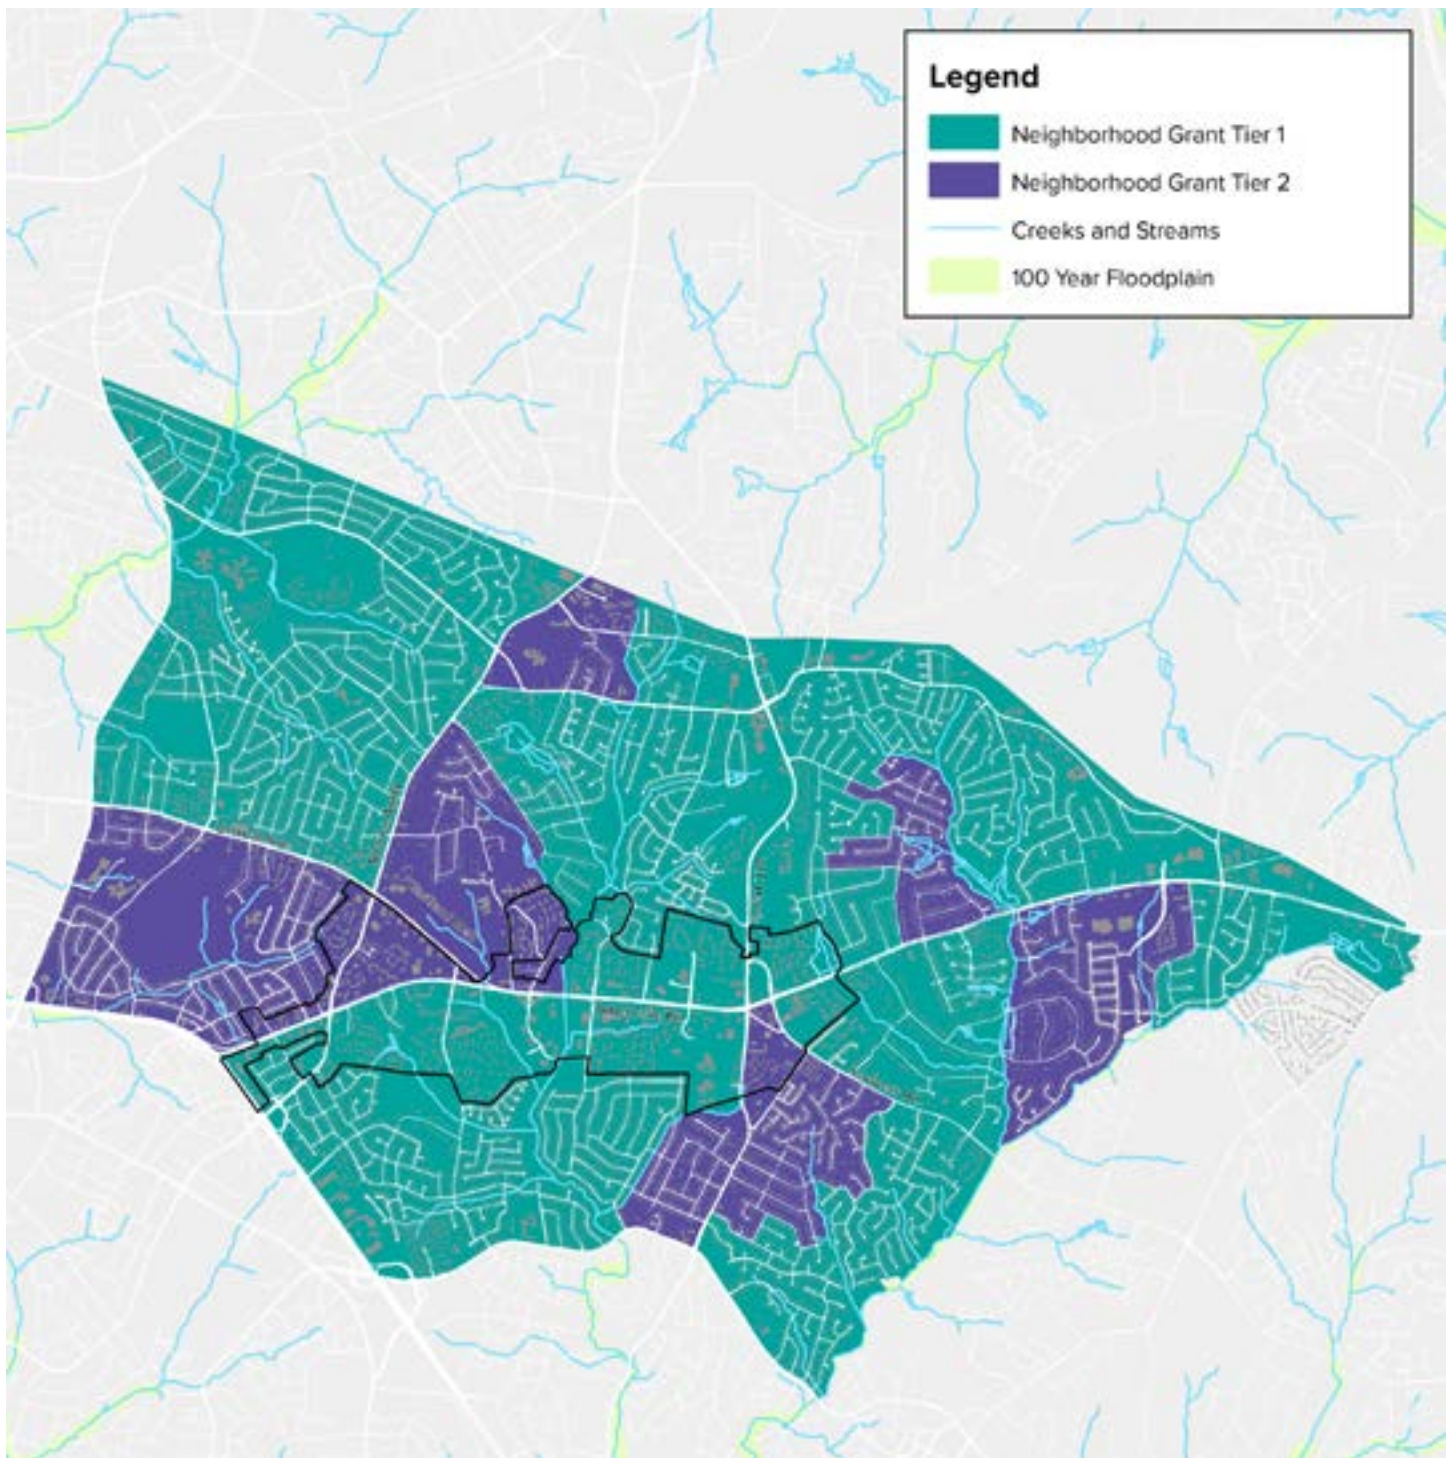 Legend
Neighborhood Grant Tier 1
Neighborhood Grant Tier 2
Creeks and Streams
100 Year Floodplain